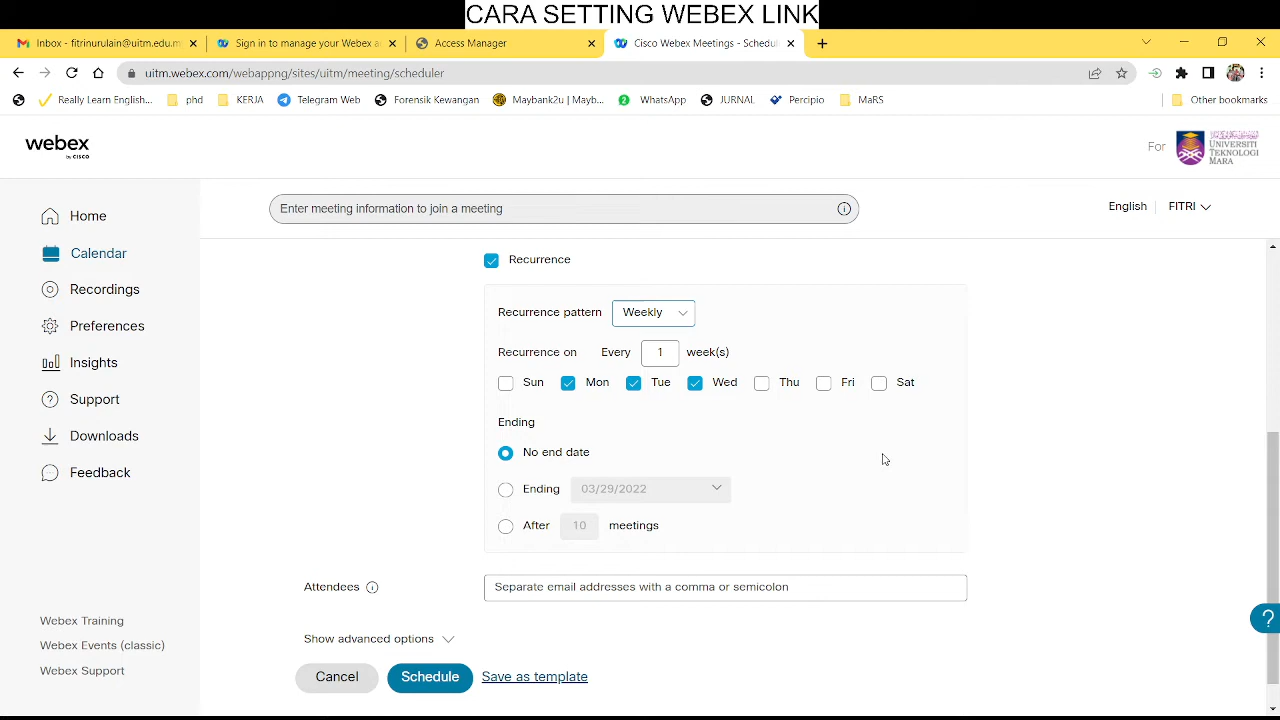 CARA SETTING WEBEX LINK
Inbox - fitrinurulain@uitm.edu.m
Sign in to manage your Webex a
Access Manager
Cisco Webex Meetings - Schedul
uitm.webex.com/webappng/sites/uitm/meeting/scheduler
Really Learn English...
phd
KERJA
Telegram Web
Forensik Kewangan
Maybank2u | Mayb...
2
WhatsApp
JURNAL
Percipio
MaRS
Other bookmarks
webex
by CISCO
For
UNIVERSITI
TEKNOLOGI
MARA
Home
Calendar
Recordings
Preferences
Insights
Support
Downloads
Feedback
Webex Training
Webex Events (classic)
Webex Support
Enter meeting information to join a meeting
English
FITRI
Recurrence
Recurrence pattern Weekly
Recurrence on Every 1 week(s)
Sun Mon Tue Wed Thu Fri Sat
Ending
No end date
Ending 03/29/2022
After 10 meetings
Attendees Separate email addresses with a comma or semicolon
Show advanced options
Cancel Schedule Save as template
?